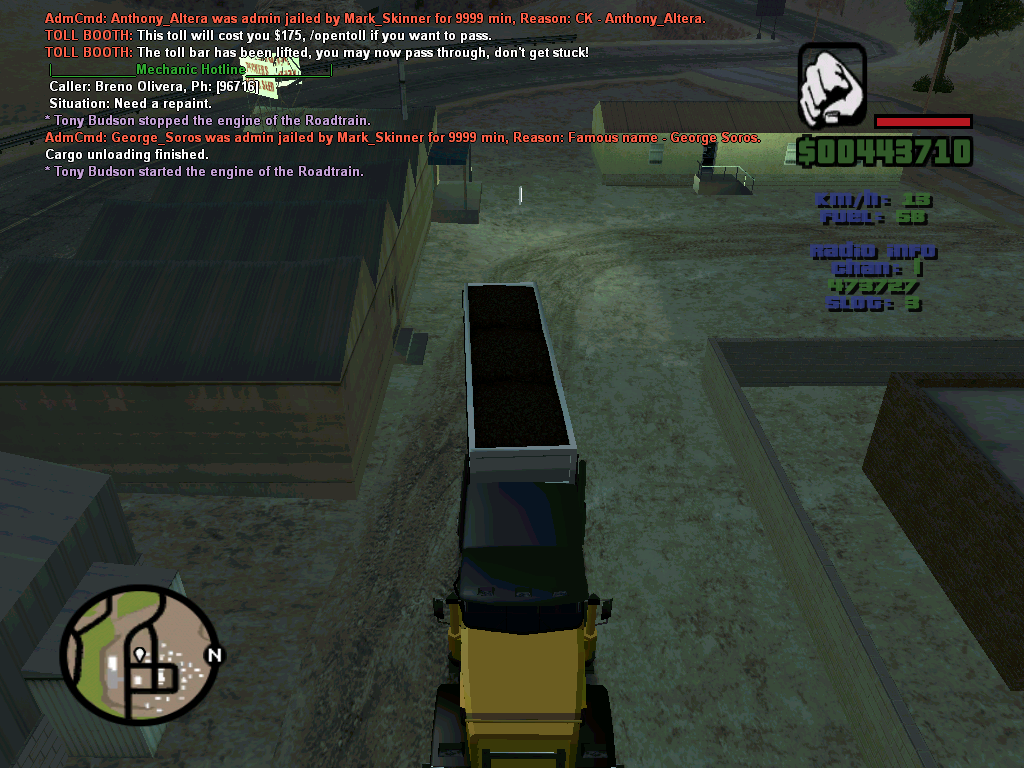 AdmCmd: Anthony_Altera was admin jailed by Mark_Skinner for 9999 min, Reason: CK - Anthony_Altera.
TOLL BOOTH: This toll will cost you $175, /opentoll if you want to pass.
TOLL BOOTH: The toll bar has been lifted, you may now pass through, don't get stuck!
|____________Mechanic Hotline____________|
Caller: Breno Olivera, Ph: [96716]
Situation: Need a repaint.
* Tony Budson stopped the engine of the Roadtrain.
AdmCmd: George_Soros was admin jailed by Mark_Skinner for 9999 min, Reason: Famous name - George Soros.
Cargo unloading finished.
* Tony Budson started the engine of the Roadtrain.
$00443710
Km/h: 13
Fuel: 68
Radio Info
Chan: 1
473727
Slot: 3
N